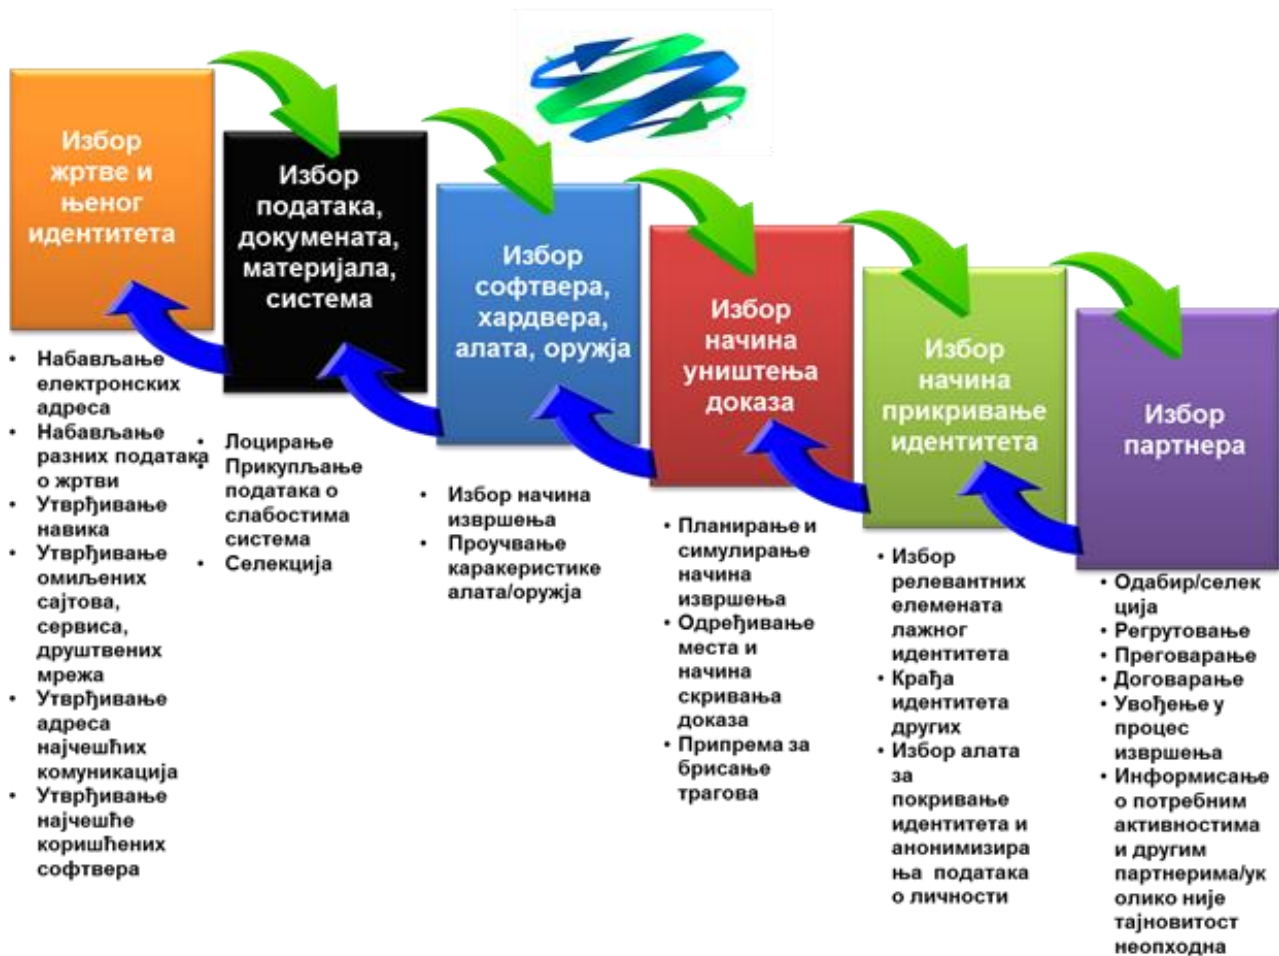 Избор
жртве и
њеног
идентитета
• Набављање
електронских
адреса
• Набављање
разних података
о жртви
• Утврђивање
навика
• Утврђивање
омиљених
сајтова,
сервиса,
друштвених
мрежа
• Утврђивање
адреса
најчешћих
комуникација
• Утврђивање
најчешће
коришћених
софтвера
Избор
података,
докумената,
материјала,
система
• Лоцирање
• Прикупљање
података о
слабостима
система
• Селекција
Избор
софтвера,
хардвера,
алата, оружја
• Избор начина
извршења
• Проучвање
каракеристике
алата/оружја
Избор
начина
уништења
доказа
• Планирање и
симулирање
начина
извршења
• Одређивање
места и
начина
скривања
доказа
• Припрема за
брисање
трагова
Избор
начина
прикривање
идентитета
• Избор
релевантних
елемената
лажног
идентитета
• Крађа
идентитета
других
• Избор алата
за
покривање
идентитета и
анонимизира
ња података
о личности
Избор
партнера
• Одабир/селек
ција
• Регрутовање
• Преговарање
• Договарање
• Увођење у
процес
извршења
• Информисање
о потребним
активностима
и другим
партнерима/ук
олико није
тајновитост
неопходна